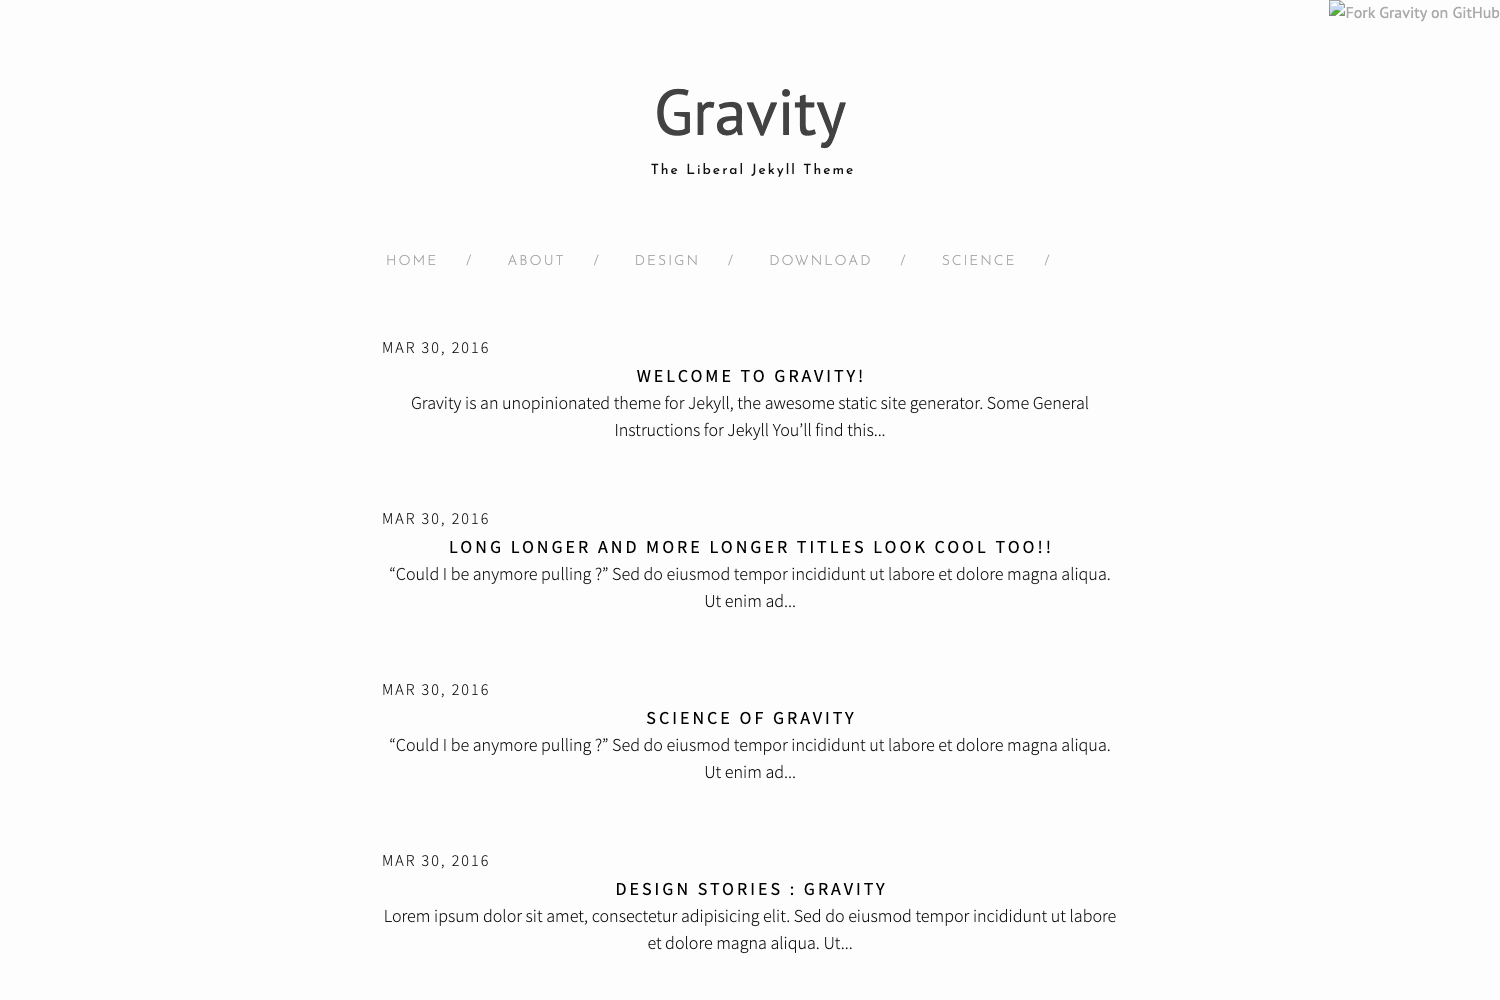 Fork Gravity on GitHub
Gravity
The Liberal Jekyll Theme
HOME / ABOUT / DESIGN / DOWNLOAD / SCIENCE /
MAR 30, 2016
WELCOME TO GRAVITY!
Gravity is an unopinionated theme for Jekyll, the awesome static site generator. Some General
Instructions for Jekyll You’ll find this...
MAR 30, 2016
LONG LONGER AND MORE LONGER TITLES LOOK COOL TOO!!
“Could I be anymore pulling ?” Sed do eiusmod tempor incididunt ut labore et dolore magna aliqua.
Ut enim ad...
MAR 30, 2016
SCIENCE OF GRAVITY
“Could I be anymore pulling ?” Sed do eiusmod tempor incididunt ut labore et dolore magna aliqua.
Ut enim ad...
MAR 30, 2016
DESIGN STORIES : GRAVITY
Lorem ipsum dolor sit amet, consectetur adipisicing elit. Sed do eiusmod tempor incididunt ut labore
et dolore magna aliqua. Ut...